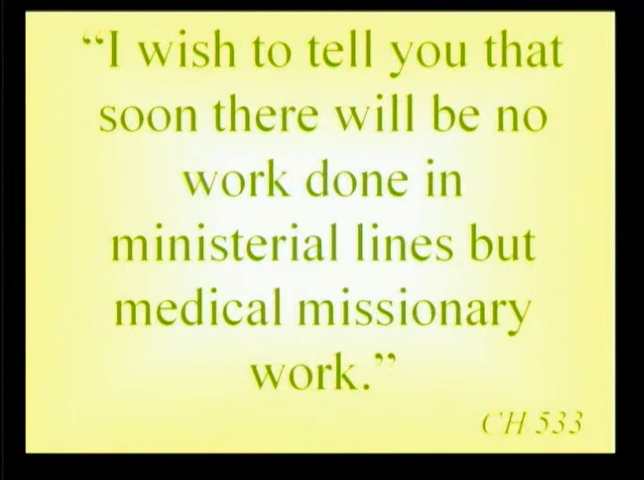 “I wish to tell you that
soon there will be no
work done in
ministerial lines but
medical missionary
work.”
CH 533